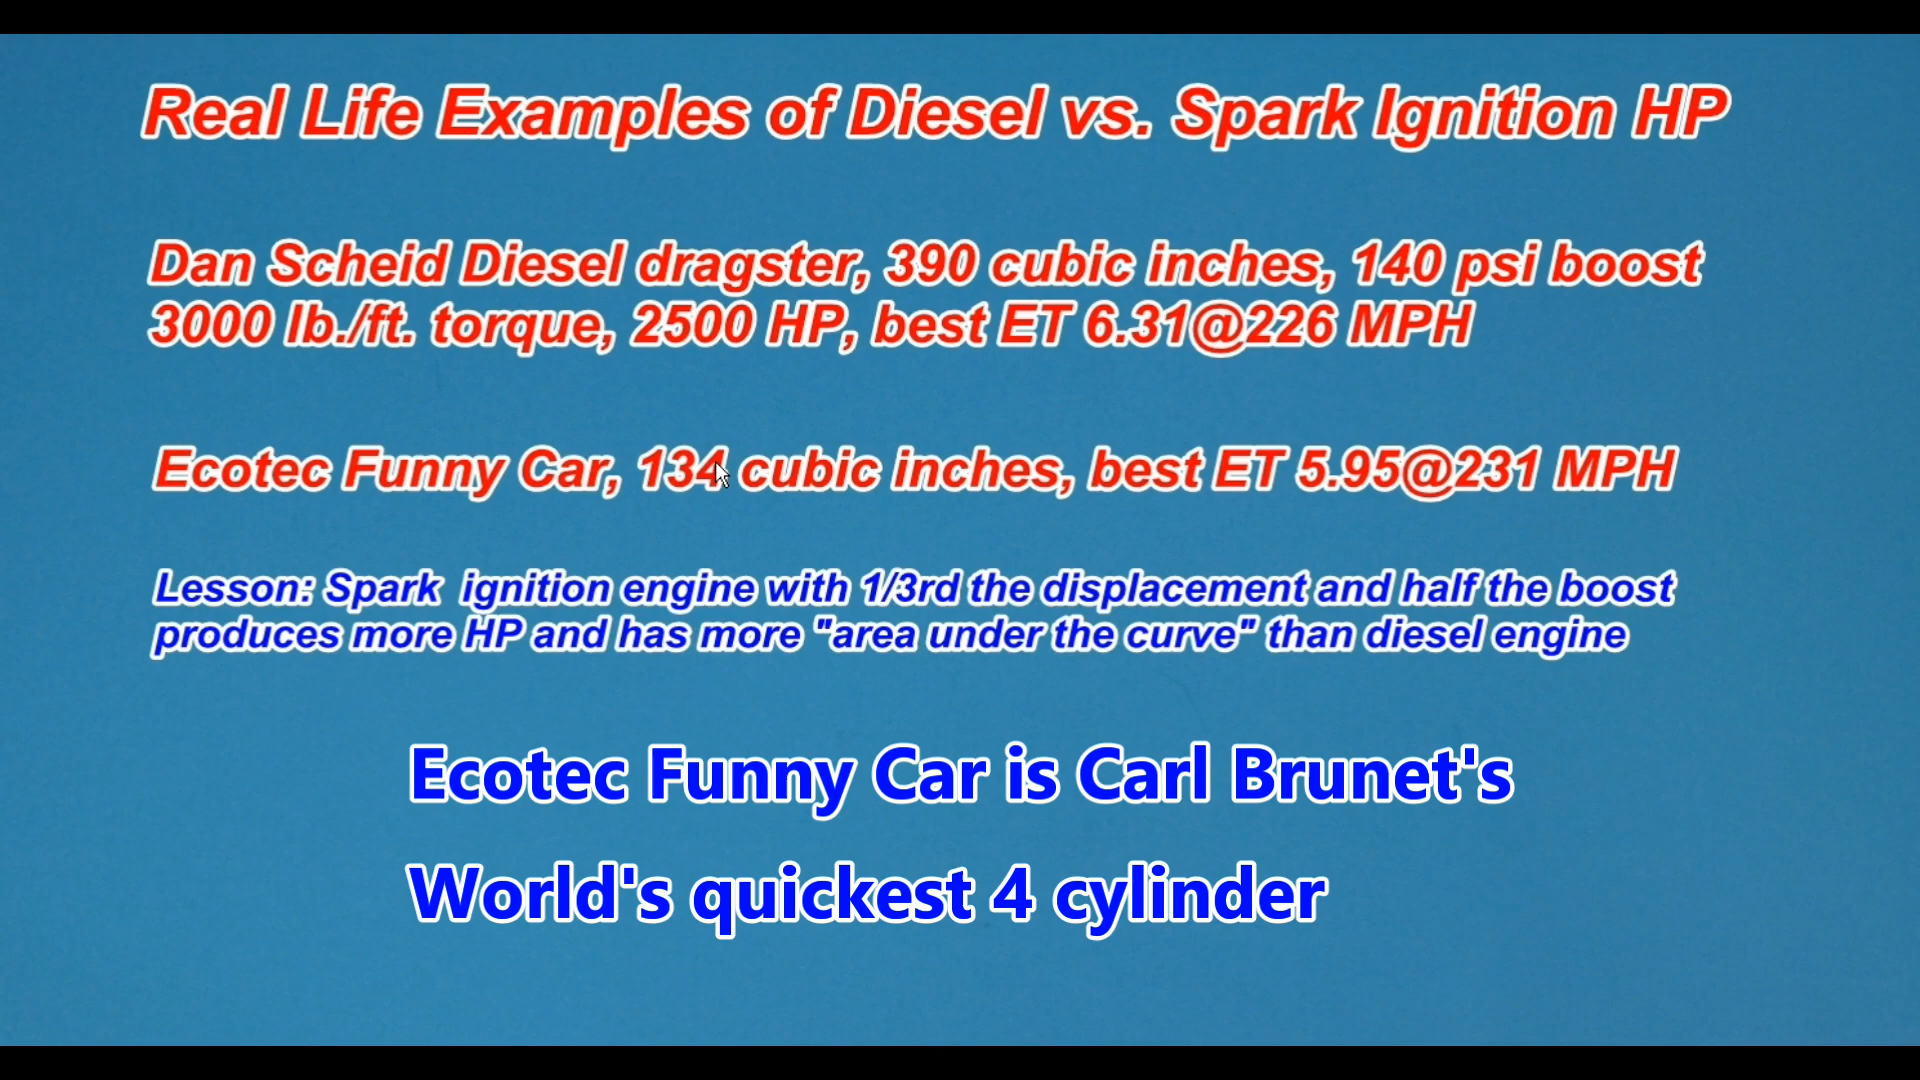 Real Life Examples of Diesel vs. Spark Ignition HP
Dan Scheid Diesel dragster, 390 cubic inches, 140 psi boost
3000 lb./ft. torque, 2500 HP, best ET 6.31@226 MPH
Ecotec Funny Car, 134 cubic inches, best ET 5.95@231 MPH
Lesson: Spark ignition engine with 1/3rd the displacement and half the boost
produces more HP and has more "area under the curve" than diesel engine
Ecotec Funny Car is Carl Brunet's
World's quickest 4 cylinder